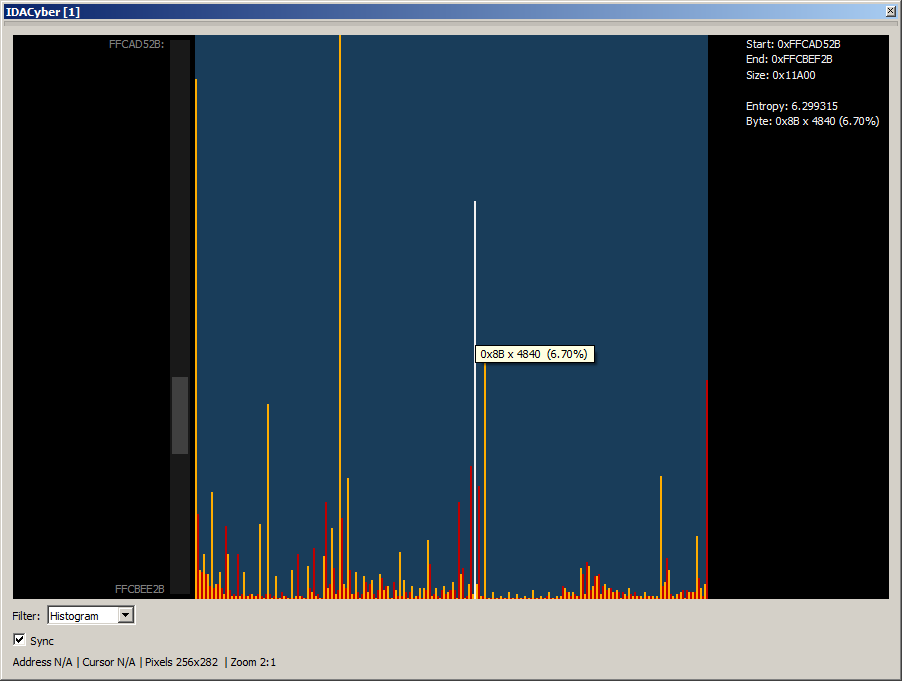 IDACyber [1]
FFCAD52B:
Start: 0xFFCAD52B
End: 0xFFCBEF2B
Size: 0x11A00
Entropy: 6.299315
Byte: 0x8B x 4840 (6.70%)
0x8B x 4840 (6.70%)
FFCBEE2B
Filter: Histogram
Sync
Address N/A | Cursor N/A | Pixels 256x282 | Zoom 2:1